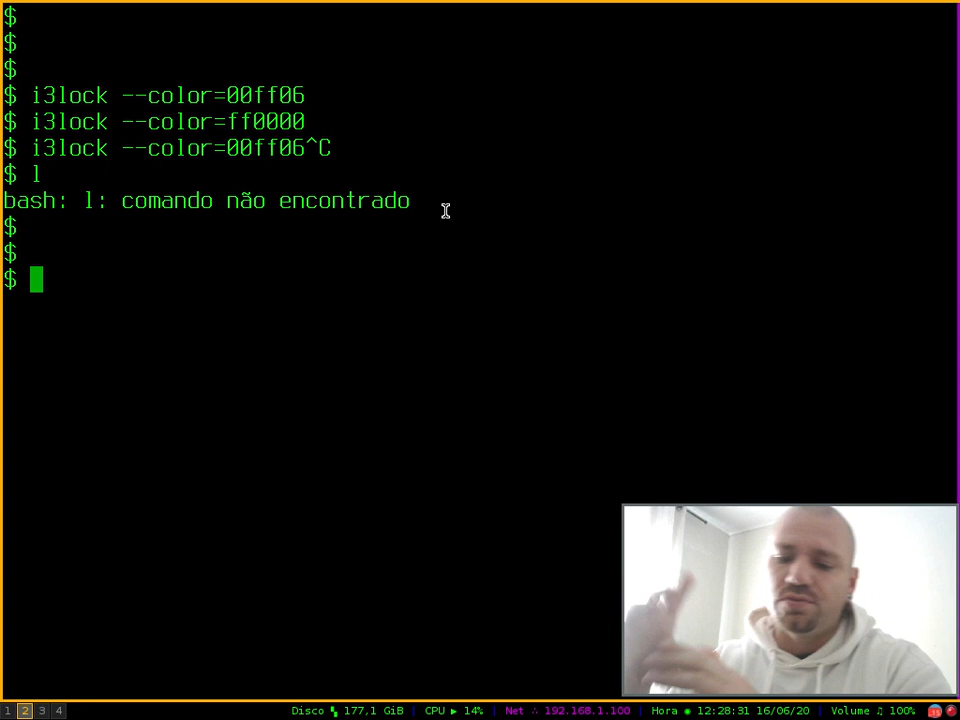 $
$
$
$ i3lock --color=00ff06
$ i3lock --color=ff0000
$ i3lock --color=00ff06^C
$ l
bash: l: comando não encontrado
$
$
$
1 2 3 4 Disco ▚ 177,1 GiB | CPU ▶ 14% | Net ∴ 192.168.1.100 | Hora ◉ 12:28:31 16/06/20 | Volume ♫ 100%